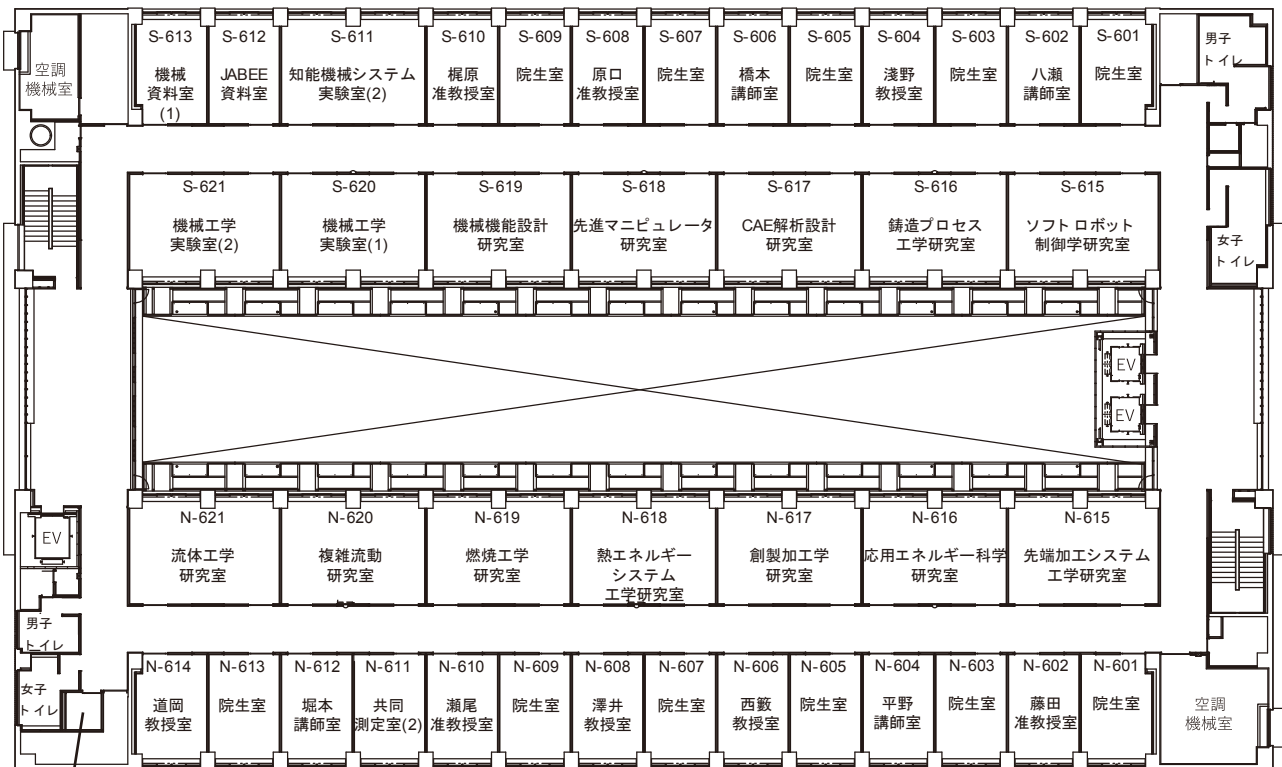 S-613
機械
資料室
(1)
S-612
JABEE
資料室
S-611
知能機械システム
実験室(2)
S-610
梶原
准教授室
S-609
院生室
S-608
原口
准教授室
S-607
院生室
S-606
橋本
講師室
S-605
院生室
S-604
淺野
教授室
S-603
院生室
S-602
八瀬
講師室
S-601
院生室
空調
機械室
男子
トイレ
S-621
機械工学
実験室(2)
S-620
機械工学
実験室(1)
S-619
機械機能設計
研究室
S-618
先進マニピュレータ
研究室
S-617
CAE解析設計
研究室
S-616
鋳造プロセス
工学研究室
S-615
ソフトロボット
制御学研究室
女子
トイレ
EV
EV
N-621
流体工学
研究室
N-620
複雑流動
研究室
N-619
燃焼工学
研究室
N-618
熱エネルギー
システム
工学研究室
N-617
創製加工学
研究室
N-616
応用エネルギー科学
研究室
N-615
先端加工システム
工学研究室
EV
男子
トイレ
女子
トイレ
N-614
道岡
教授室
N-613
院生室
N-612
堀本
講師室
N-611
共同
測定室(2)
N-610
瀬尾
准教授室
N-609
院生室
N-608
澤井
教授室
N-607
院生室
N-606
西籔
教授室
N-605
院生室
N-604
平野
講師室
N-603
院生室
N-602
藤田
准教授室
N-601
院生室
空調
機械室